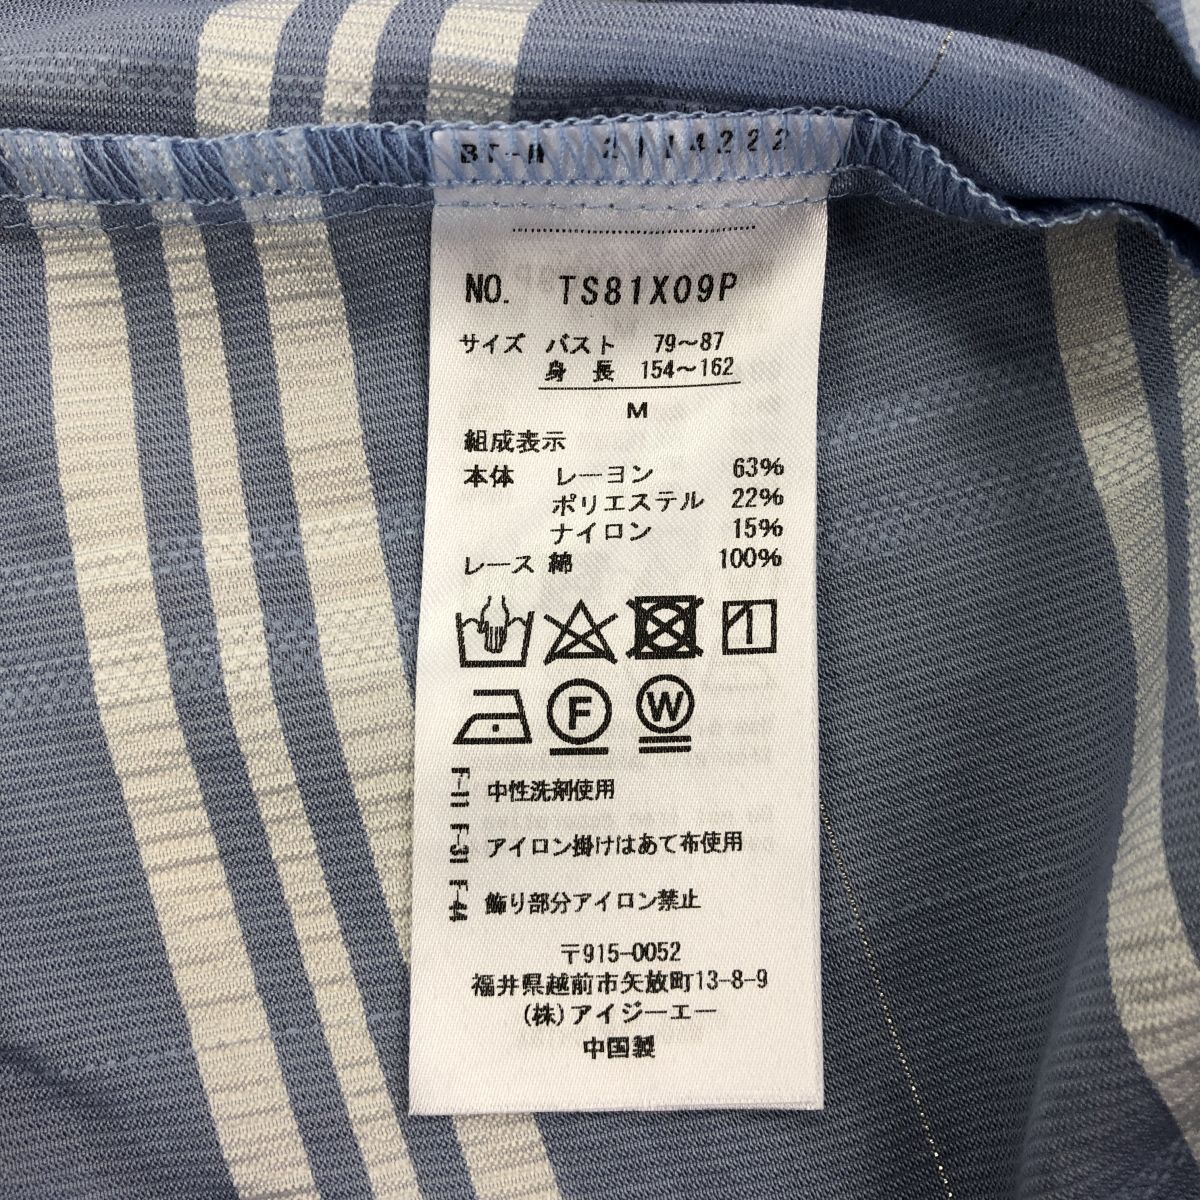 NO. TS81X09P
サイズ バスト 79～87
身長 154～162
M
組成表示
本体 レーヨン 63%
ポリエステル 22%
ナイロン 15%
レース 綿 100%
F
W
F-11 中性洗剤使用
F-31 アイロン掛けはあて布使用
F-44 飾り部分アイロン禁止
〒915-0052
福井県越前市矢放町13-8-9
(株)アイジーエー
中国製